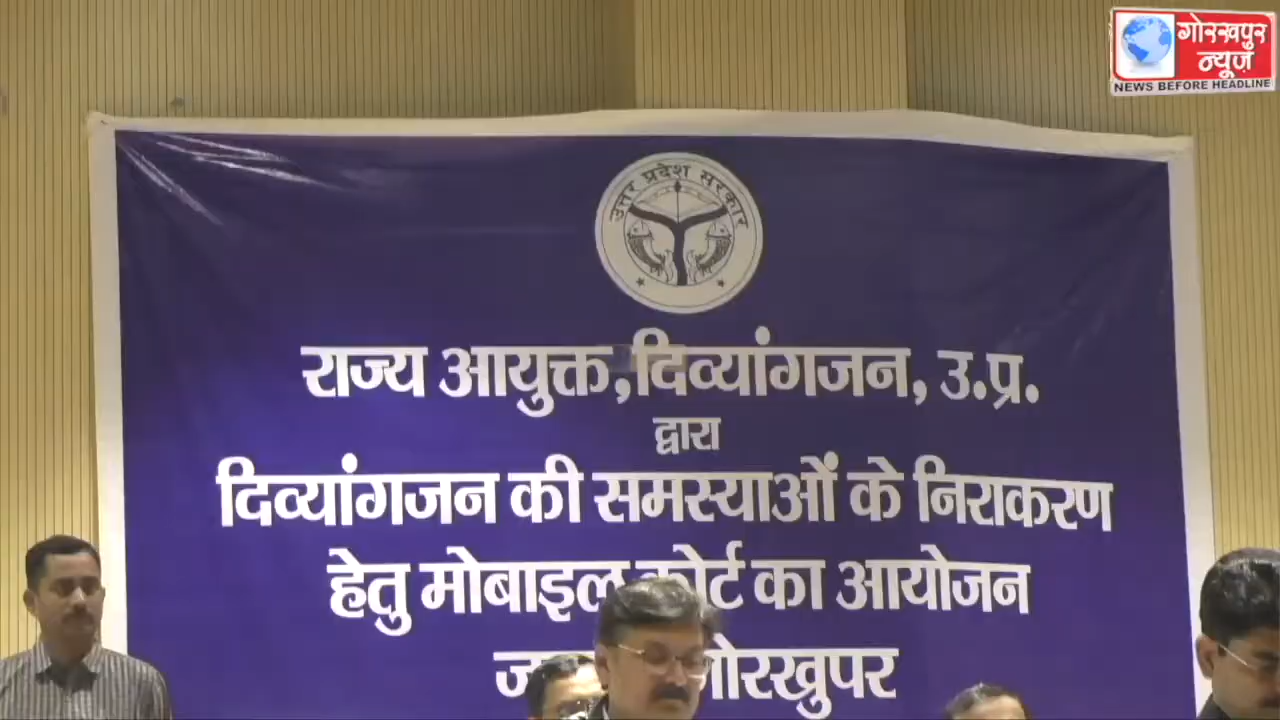 गोरखपुर
न्यूज़
NEWS BEFORE HEADLINE
उत्तर प्रदेश सरकार
राज्य आयुक्त, दिव्यांगजन, उ.प्र.
द्वारा
दिव्यांगजन की समस्याओं के निराकरण
हेतु मोबाइल कोर्ट का आयोजन
गोरखपुर